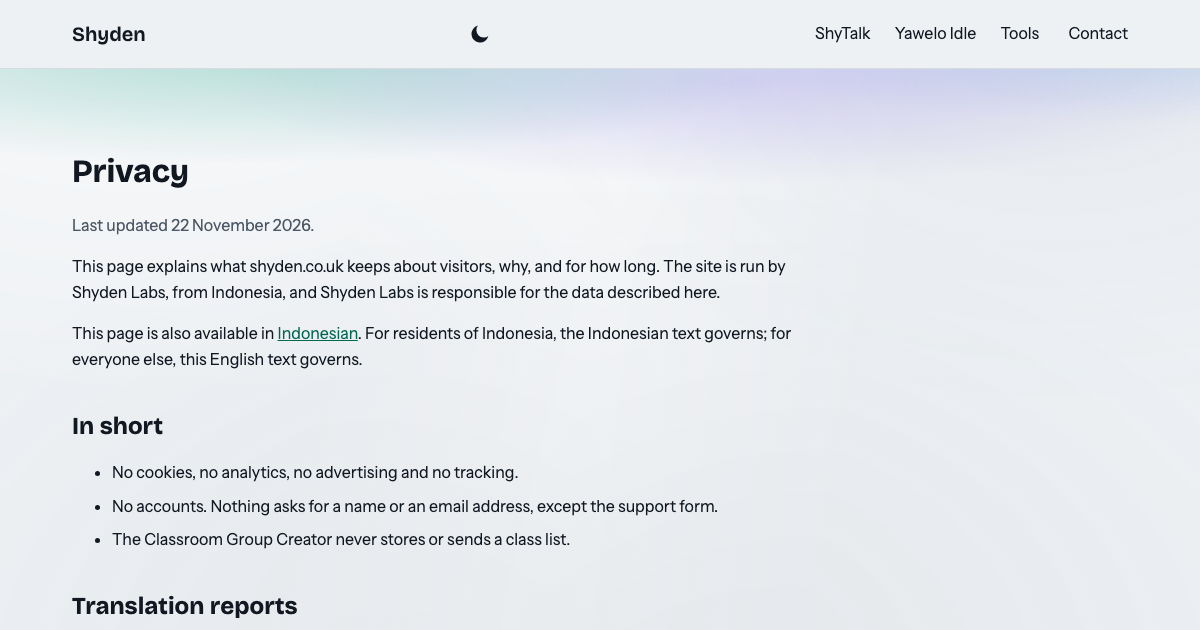 Shyden
ShyTalk
Yawelo Idle
Tools
Contact
Privacy
Last updated 22 November 2026.
This page explains what shyden.co.uk keeps about visitors, why, and for how long. The site is run by
Shyden Labs, from Indonesia, and Shyden Labs is responsible for the data described here.
This page is also available in Indonesian. For residents of Indonesia, the Indonesian text governs; for
everyone else, this English text governs.
In short
• No cookies, no analytics, no advertising and no tracking.
• No accounts. Nothing asks for a name or an email address, except the support form.
• The Classroom Group Creator never stores or sends a class list.
Translation reports